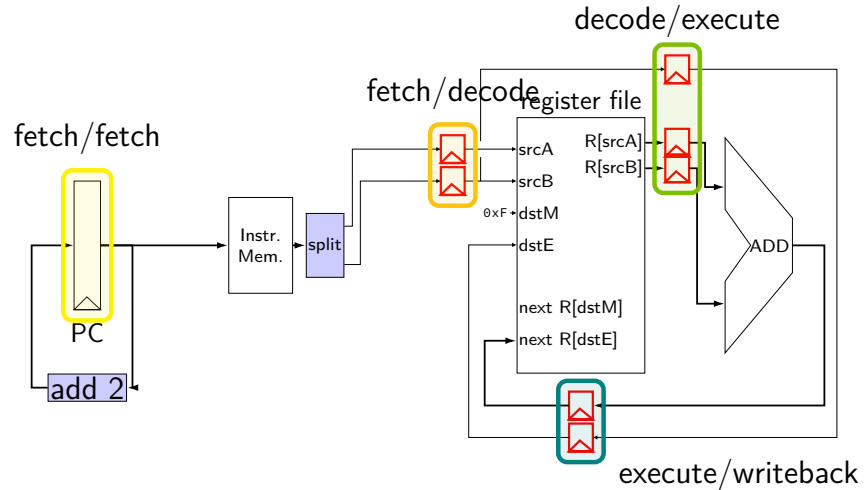 decode/execute
fetch/decode
register file
fetch/fetch
srcA
R[srcA]
srcB
R[srcB]
0xF
dstM
Instr.
Mem.
split
dstE
ADD
next R[dstM]
PC
next R[dstE]
add 2
execute/writeback